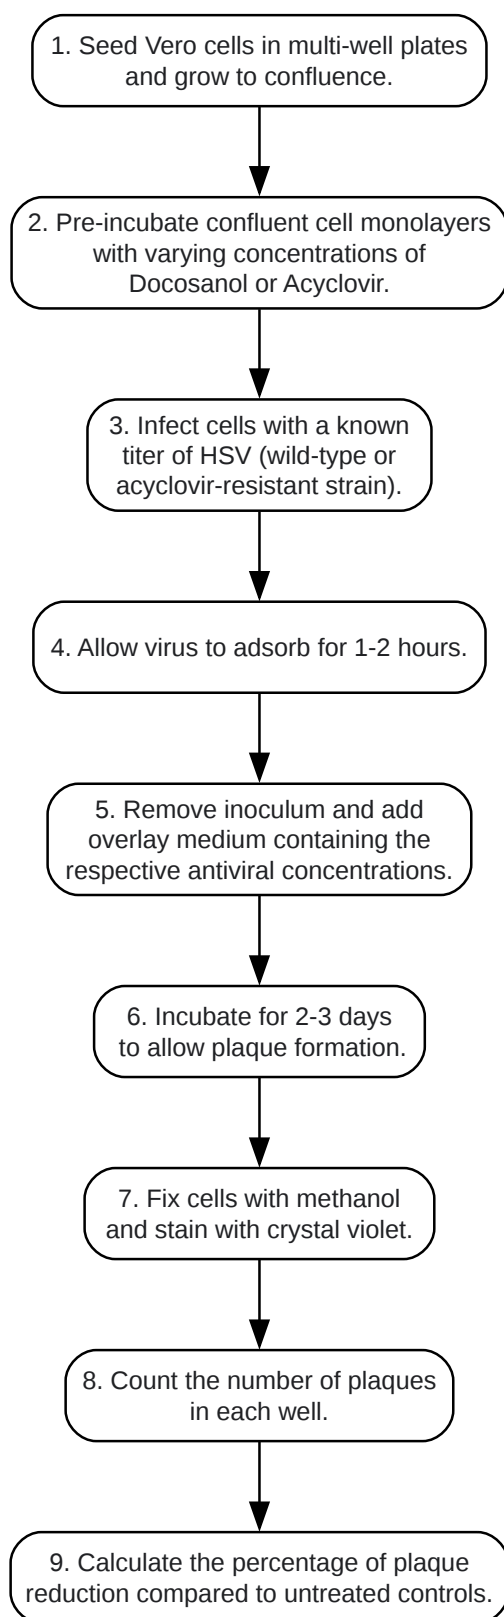 1. Seed Vero cells in multi-well plates
and grow to confluence.
2. Pre-incubate confluent cell monolayers
with varying concentrations of
Docosanol or Acyclovir.
3. Infect cells with a known
titer of HSV (wild-type or
acyclovir-resistant strain).
4. Allow virus to adsorb for 1-2 hours.
5. Remove inoculum and add
overlay medium containing the
respective antiviral concentrations.
6. Incubate for 2-3 days
to allow plaque formation.
7. Fix cells with methanol
and stain with crystal violet.
8. Count the number of plaques
in each well.
9. Calculate the percentage of plaque
reduction compared to untreated controls.